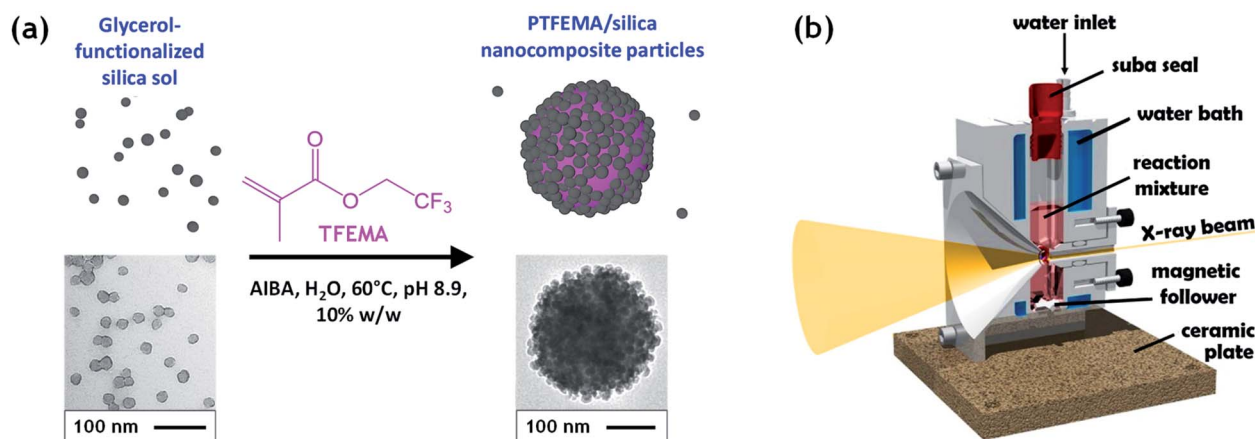 (a)
Glycerol-
functionalized
silica sol
PTFEMA/silica
nanocomposite particles
O
O
CF3
TFEMA
AIBA, H2O, 60°C, pH 8.9,
10% w/w
100 nm
100 nm
(b)
water inlet
suba seal
water bath
reaction
mixture
X-ray beam
magnetic
follower
ceramic
plate